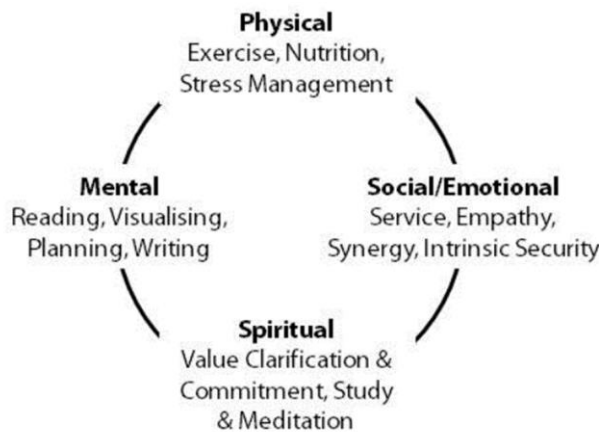 Physical
Exercise, Nutrition,
Stress Management
Mental
Reading, Visualising,
Planning, Writing
Social/Emotional
Service, Empathy,
Synergy, Intrinsic Security
Spiritual
Value Clarification &
Commitment, Study
& Meditation